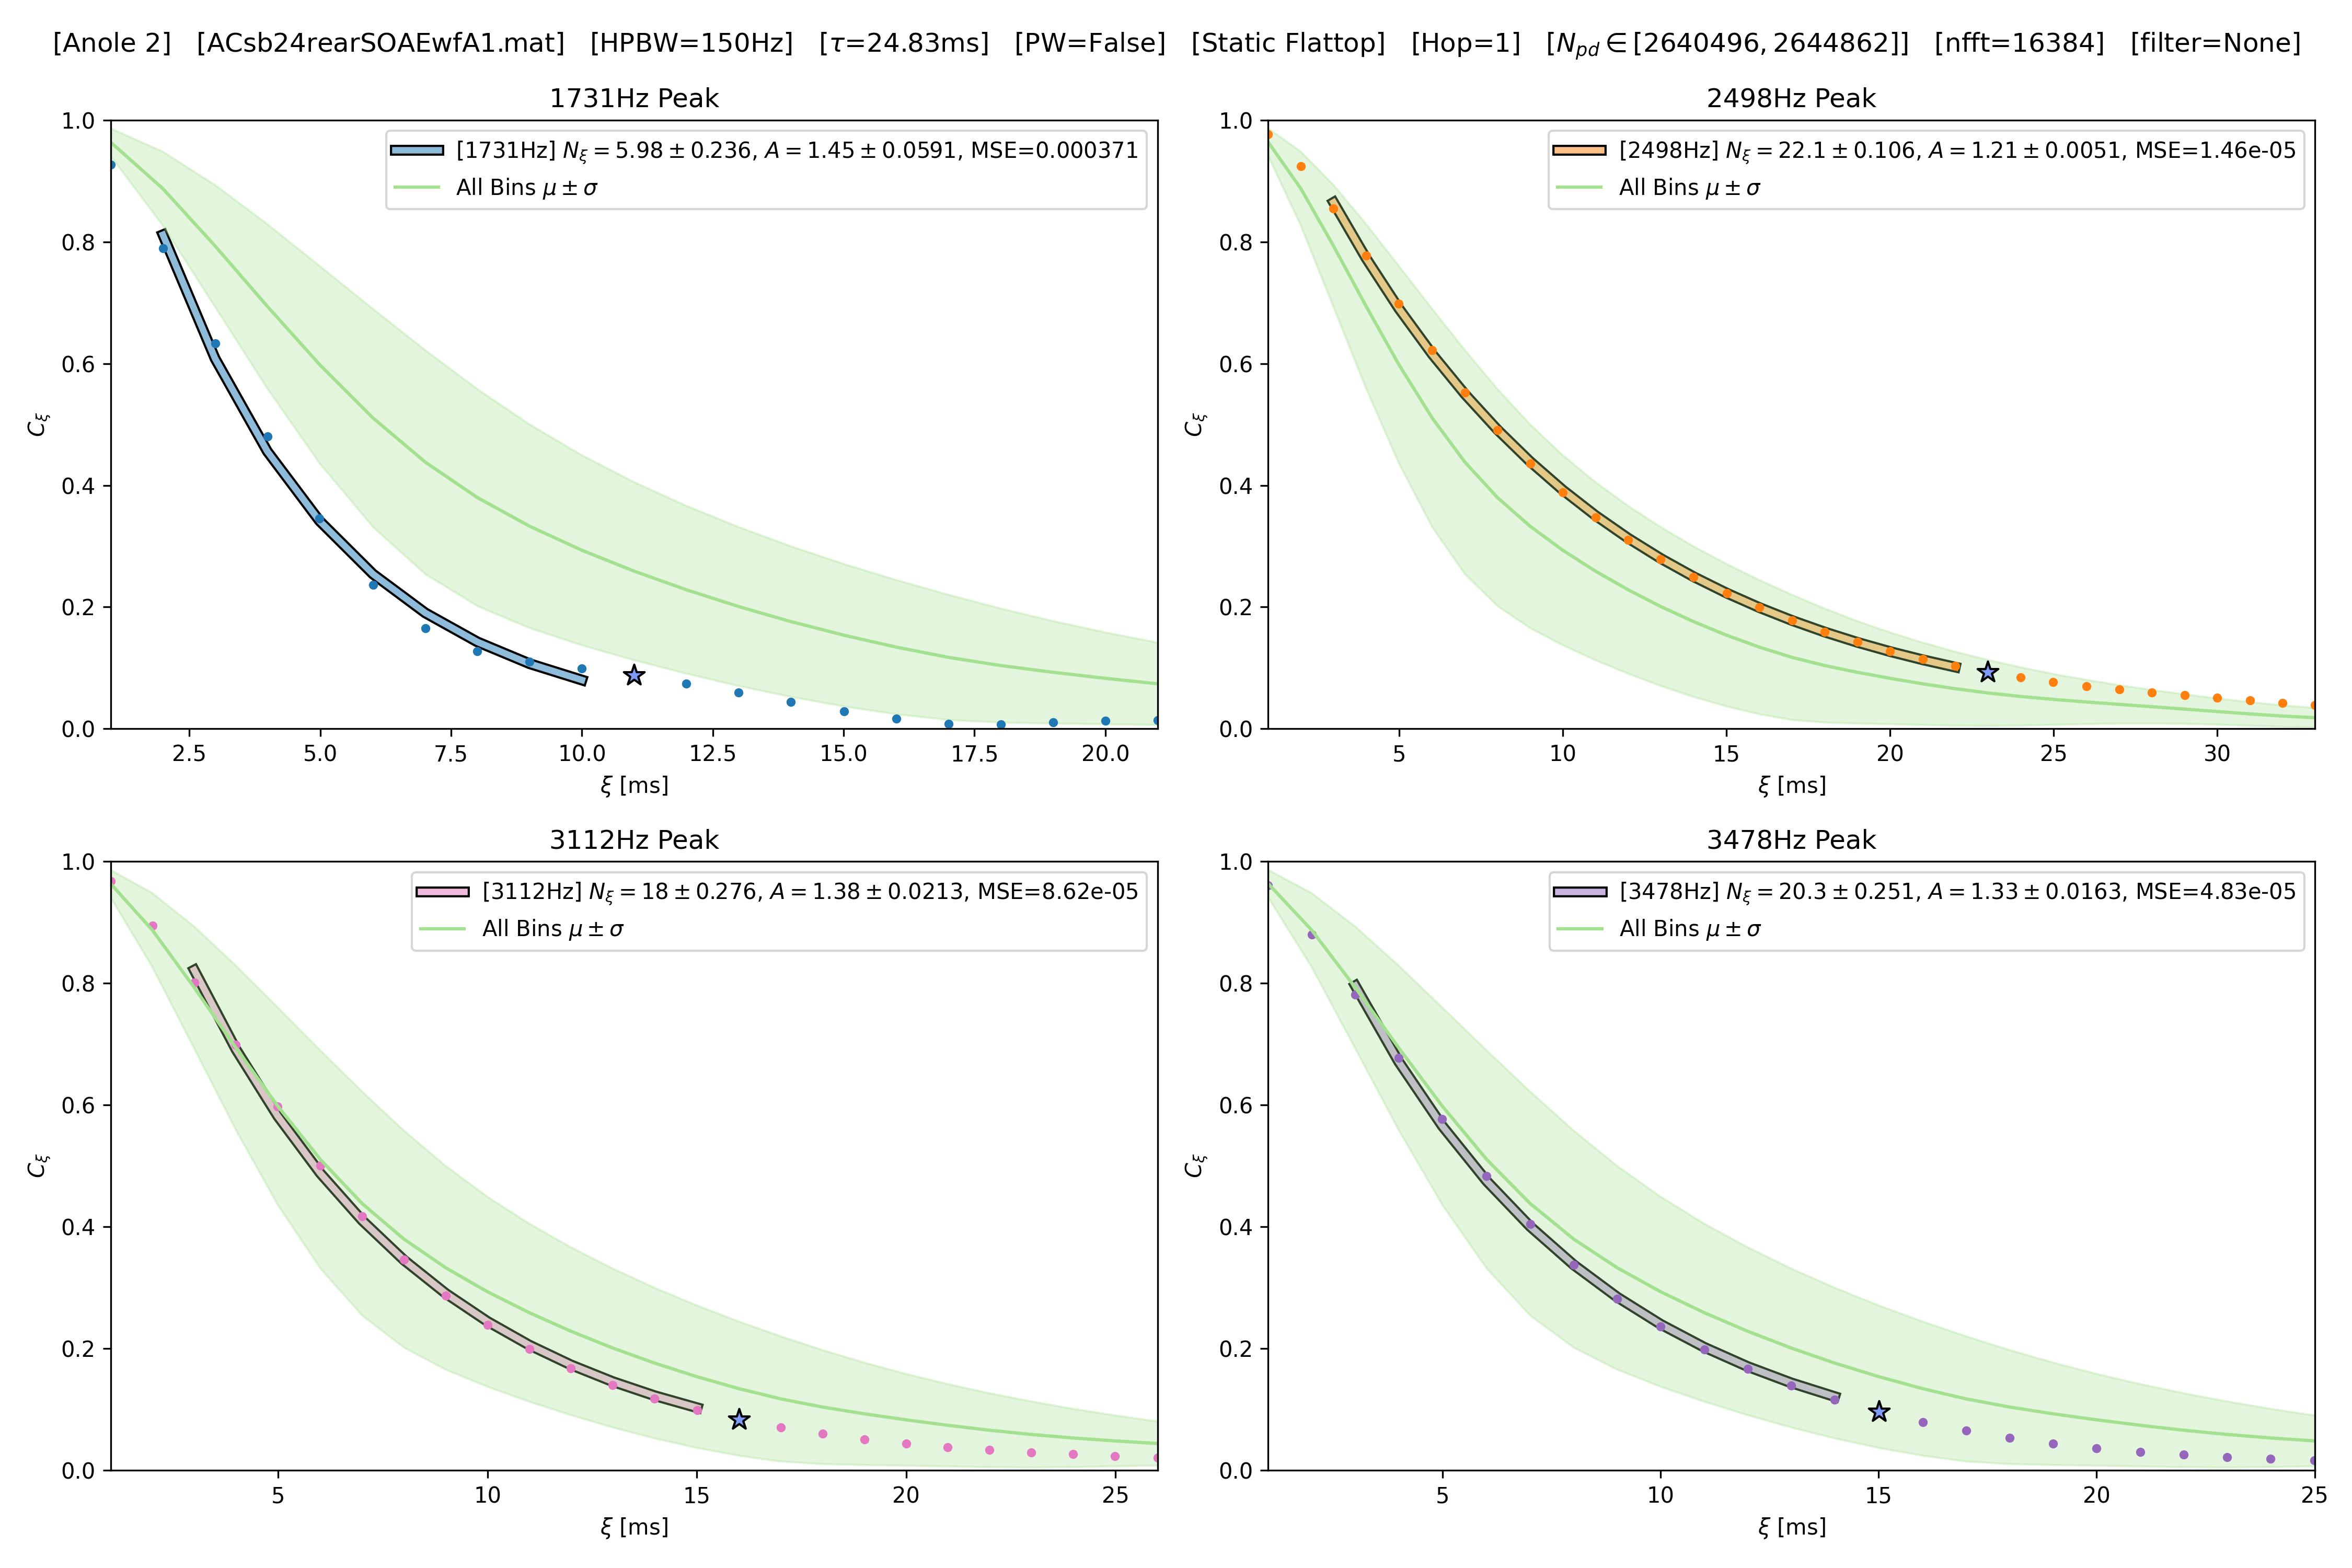 [Anole 2] [ACsb24rearSOAEwfA1.mat] [HPBW=150Hz] [τ=24.83ms] [PW=False] [Static Flattop] [Hop=1] [N_pd ∈ [2640496, 2644862]] [nfft=16384] [filter=None]
1731Hz Peak
[1731Hz] N_ξ = 5.98 ± 0.236, A = 1.45 ± 0.0591, MSE=0.000371
All Bins μ ± σ
C_ξ
1.0
0.8
0.6
0.4
0.2
0.0
2.5 5.0 7.5 10.0 12.5 15.0 17.5 20.0
ξ [ms]
2498Hz Peak
[2498Hz] N_ξ = 22.1 ± 0.106, A = 1.21 ± 0.0051, MSE=1.46e-05
All Bins μ ± σ
C_ξ
1.0
0.8
0.6
0.4
0.2
0.0
5 10 15 20 25 30
ξ [ms]
3112Hz Peak
[3112Hz] N_ξ = 18 ± 0.276, A = 1.38 ± 0.0213, MSE=8.62e-05
All Bins μ ± σ
C_ξ
1.0
0.8
0.6
0.4
0.2
0.0
5 10 15 20 25
ξ [ms]
3478Hz Peak
[3478Hz] N_ξ = 20.3 ± 0.251, A = 1.33 ± 0.0163, MSE=4.83e-05
All Bins μ ± σ
C_ξ
1.0
0.8
0.6
0.4
0.2
0.0
5 10 15 20 25
ξ [ms]